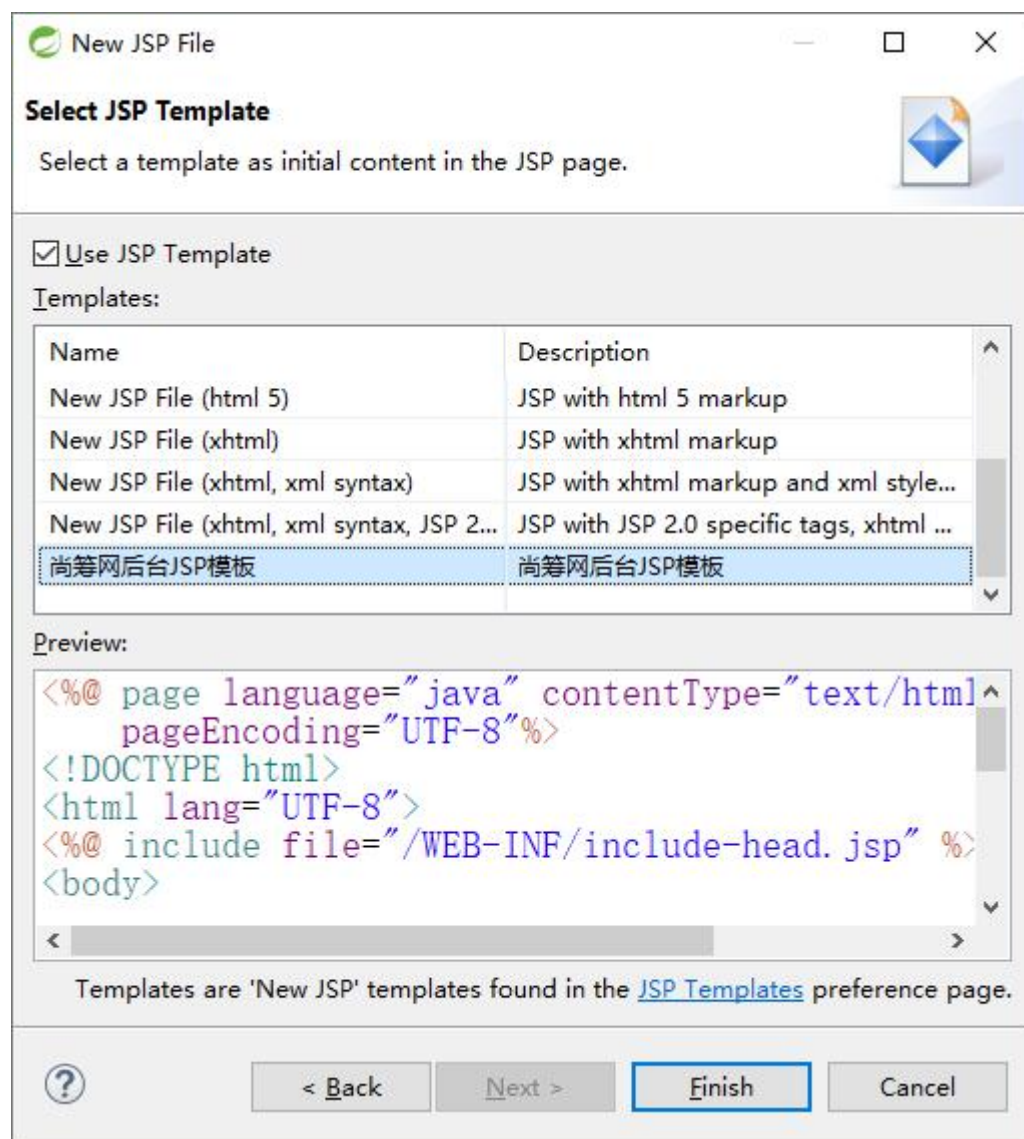 New JSP File
Select JSP Template
Select a template as initial content in the JSP page.
Use JSP Template
Templates:
Name Description
New JSP File (html 5) JSP with html 5 markup
New JSP File (xhtml) JSP with xhtml markup
New JSP File (xhtml, xml syntax) JSP with xhtml markup and xml style...
New JSP File (xhtml, xml syntax, JSP 2... JSP with JSP 2.0 specific tags, xhtml ...
尚筹网后台JSP模板 尚筹网后台JSP模板
Preview:
<%@ page language="java" contentType="text/html
pageEncoding="UTF-8"%>
<!DOCTYPE html>
<html lang="UTF-8">
<%@ include file="/WEB-INF/include-head.jsp" %>
<body>
Templates are 'New JSP' templates found in the JSP Templates preference page.
? < Back Next > Finish Cancel